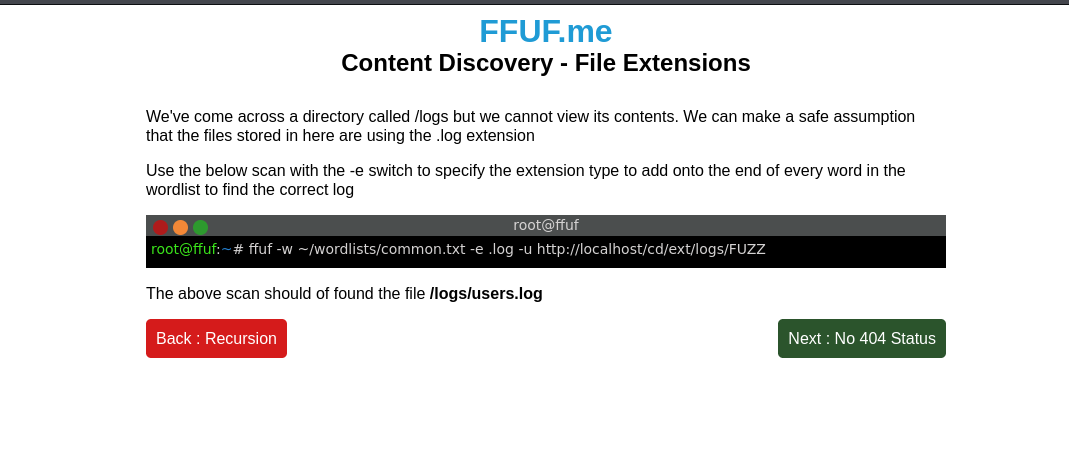 FFUF.me
Content Discovery - File Extensions
We've come across a directory called /logs but we cannot view its contents. We can make a safe assumption
that the files stored in here are using the .log extension
Use the below scan with the -e switch to specify the extension type to add onto the end of every word in the
wordlist to find the correct log
root@ffuf
root@ffuf:~# ffuf -w ~/wordlists/common.txt -e .log -u http://localhost/cd/ext/logs/FUZZ
The above scan should of found the file /logs/users.log
Back : Recursion
Next : No 404 Status